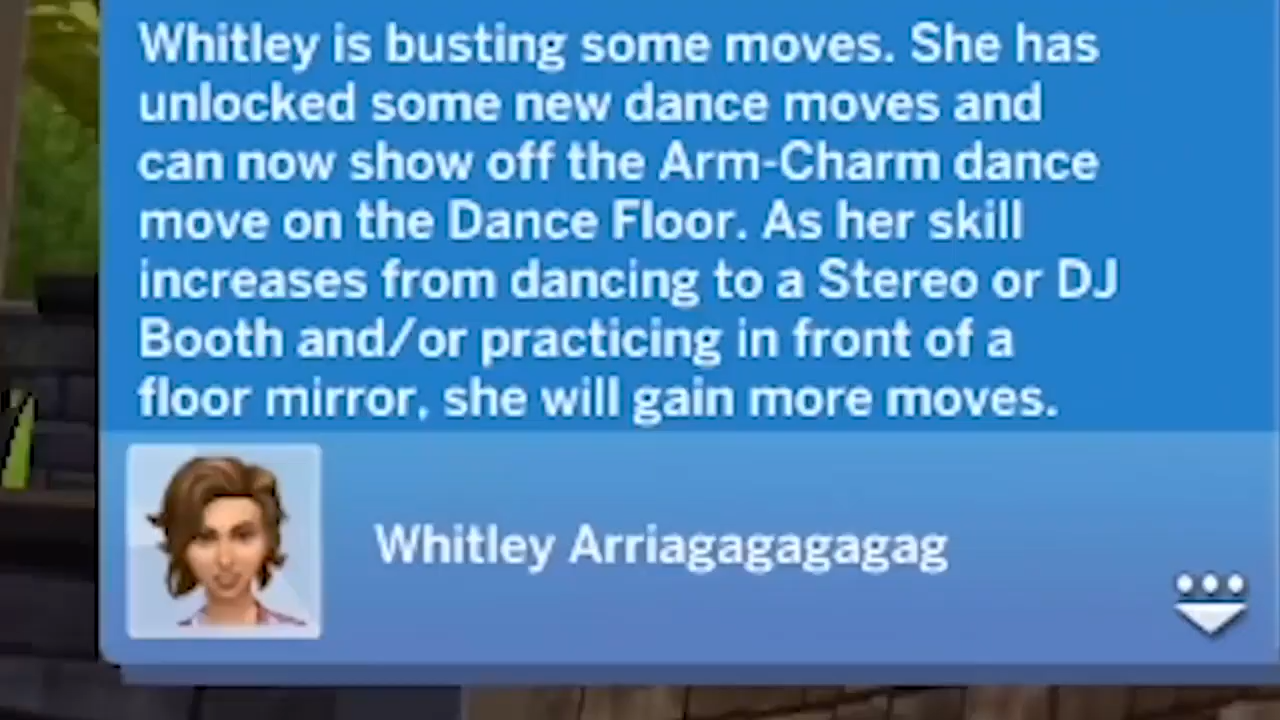 Whitley is busting some moves. She has
unlocked some new dance moves and
can now show off the Arm-Charm dance
move on the Dance Floor. As her skill
increases from dancing to a Stereo or DJ
Booth and/or practicing in front of a
floor mirror, she will gain more moves.
Whitley Arriagagagagag